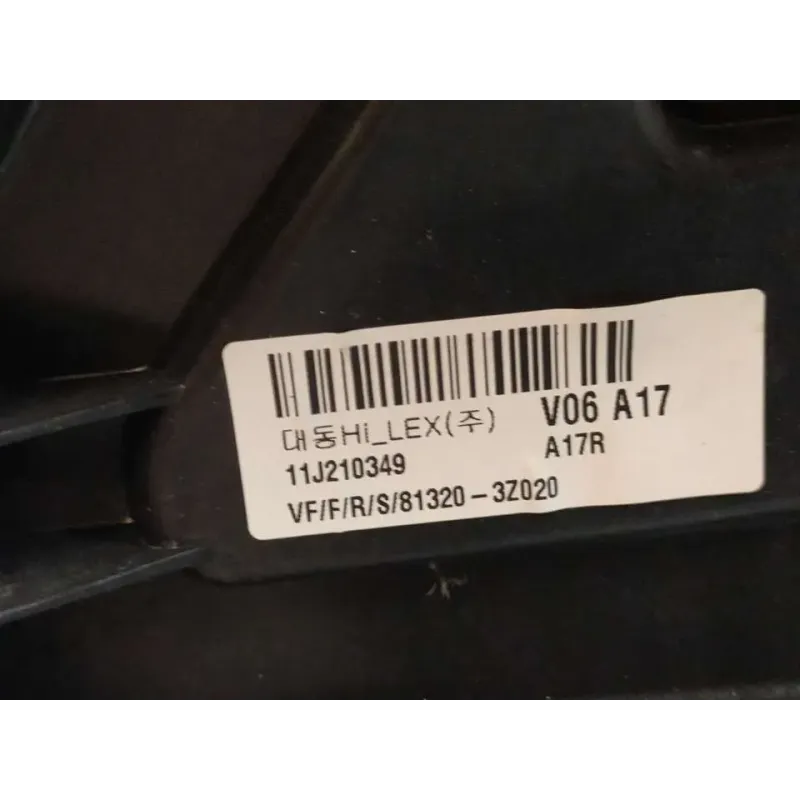 대동Hi_LEX(주) V06 A17
11J210349 A17R
VF/F/R/S/81320-3Z020